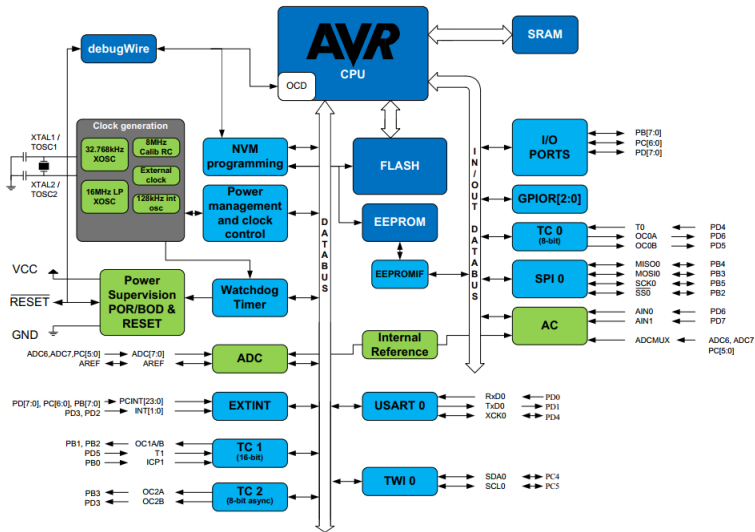 AVR
CPU
OCD
SRAM
debugWire
Clock generation
XTAL1 /
TOSC1
32.768kHz
XOSC
8MHz
Calib RC
External
clock
XTAL2 /
TOSC2
16MHz LP
XOSC
128kHz int
osc
NVM
programming
FLASH
Power
management
and clock
control
EEPROM
EEPROMIF
DATABUS
IN/OUT DATABUS
I/O
PORTS
PB[7:0]
PC[6:0]
PD[7:0]
GPIOR[2:0]
TC 0
(8-bit)
T0 PD4
OC0A PD6
OC0B PD5
SPI 0
MISO0 PB4
MOSI0 PB3
SCK0 PB5
SS0 PB2
AC
AIN0 PD6
AIN1 PD7
ADCMUX ADC6, ADC7
PC[5:0]
VCC
RESET
GND
Power
Supervision
POR/BOD &
RESET
Watchdog
Timer
Internal
Reference
ADC6,ADC7,PC[5:0] ADC[7:0]
AREF AREF
ADC
PD[7:0], PC[6:0], PB[7:0] PCINT[23:0]
PD3, PD2 INT[1:0]
EXTINT
USART 0
RxD0 PD0
TxD0 PD1
XCK0 PD4
PB1, PB2 OC1A/B
PD5 T1
PB0 ICP1
TC 1
(16-bit)
TWI 0
SDA0 PC4
SCL0 PC5
PB3 OC2A
PD3 OC2B
TC 2
(8-bit async)